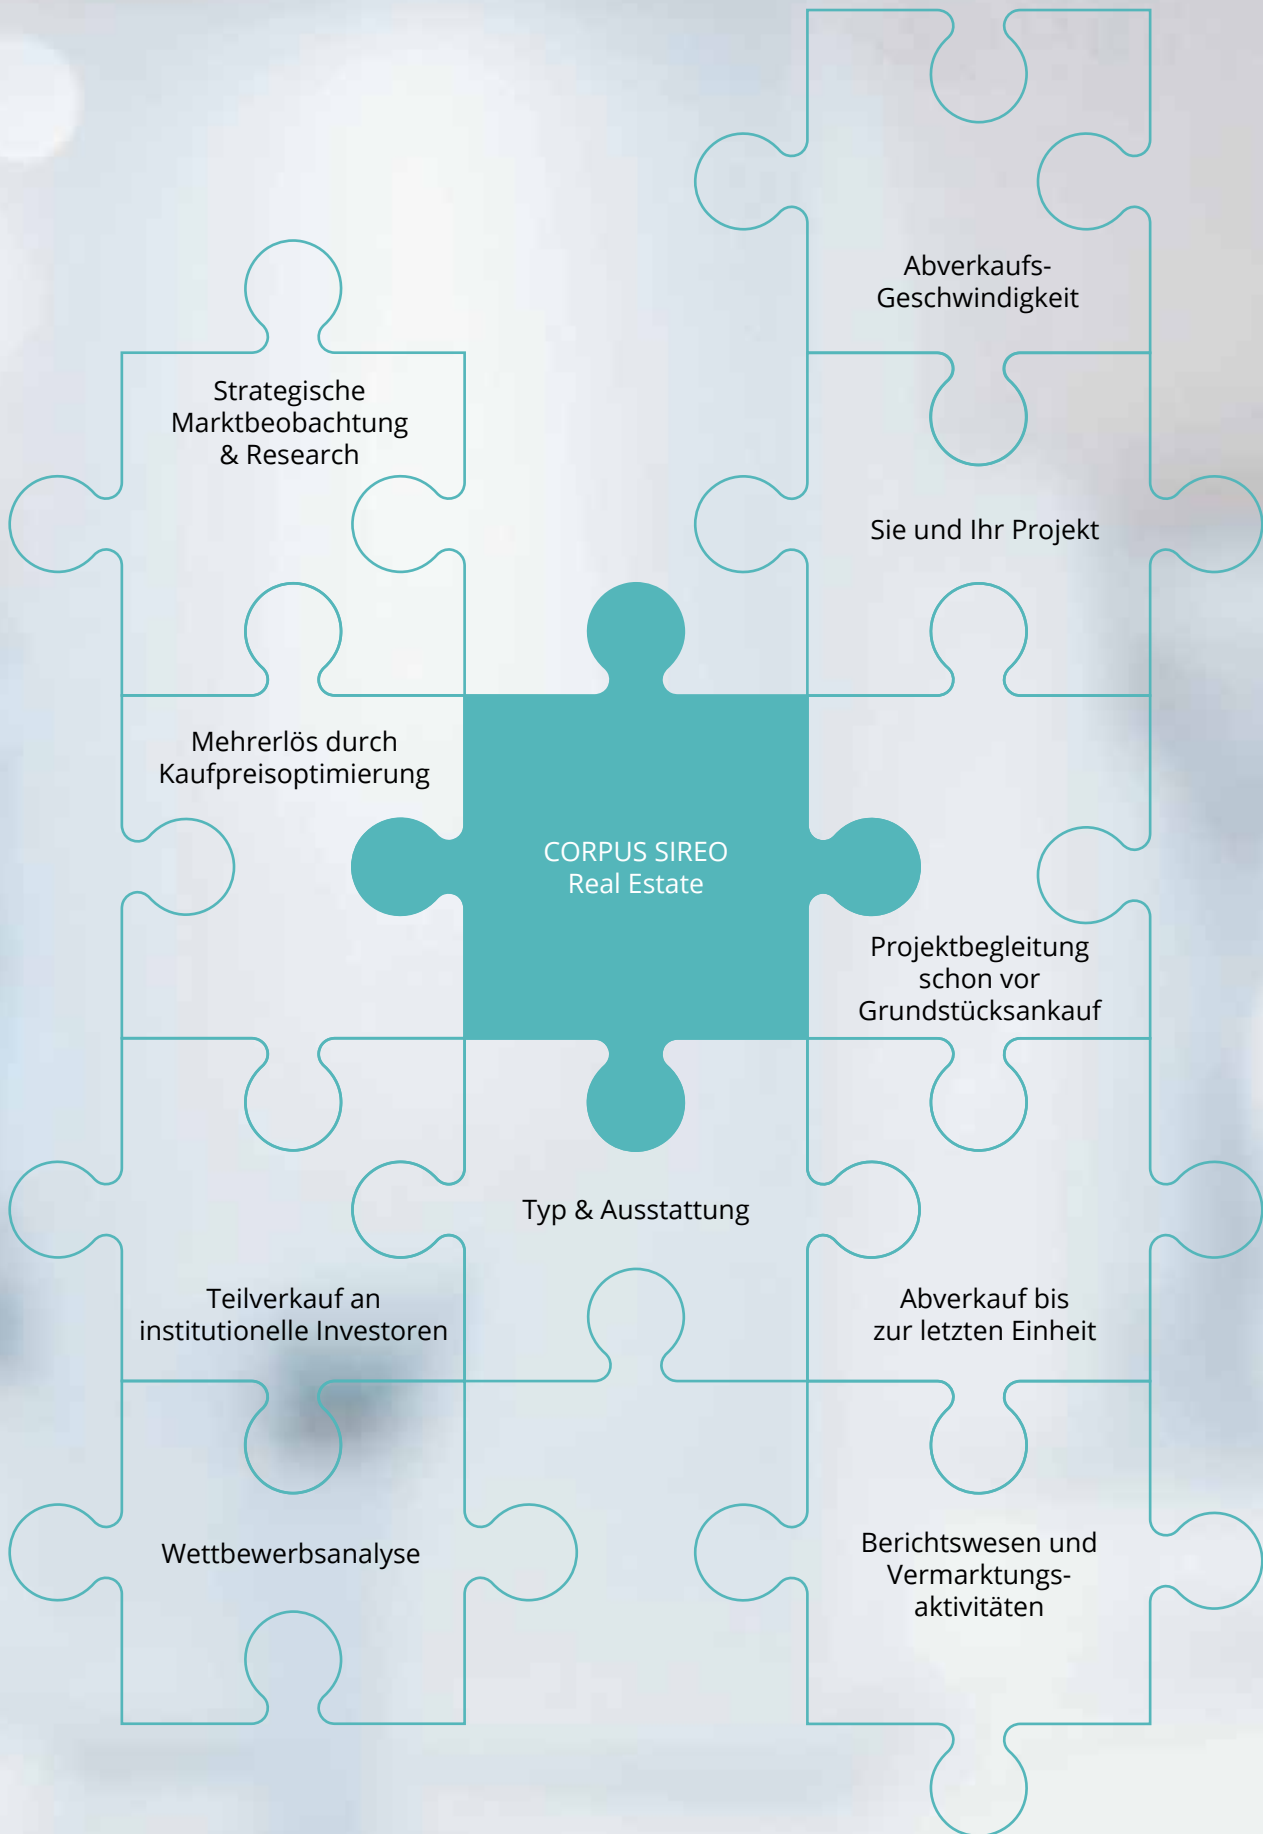 Abverkaufs-
Geschwindigkeit
Strategische
Marktbeobachtung
& Research
Sie und Ihr Projekt
Mehrerlös durch
Kaufpreisoptimierung
CORPUS SIREO
Real Estate
Projektbegleitung
schon vor
Grundstücksankauf
Typ & Ausstattung
Teilverkauf an
institutionelle Investoren
Abverkauf bis
zur letzten Einheit
Wettbewerbsanalyse
Berichtswesen und
Vermarktungs-
aktivitäten